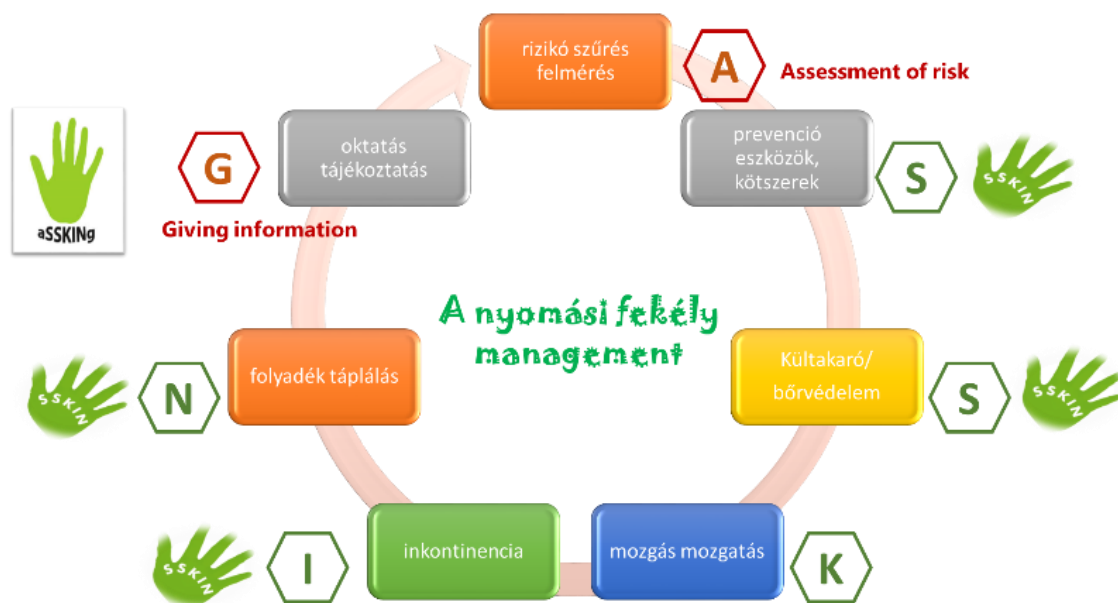 rizikó szűrés
felmérés
A
Assessment of risk
prevenció
eszközök,
kötszerek
S
SSKIN
Kültakaró/
bőrvédelem
S
SSKIN
mozgás mozgatás
K
inkontinencia
I
SSKIN
folyadék táplálás
N
SSKIN
oktatás
tájékoztatás
G
Giving information
aSSKINg
A nyomási fekély
management